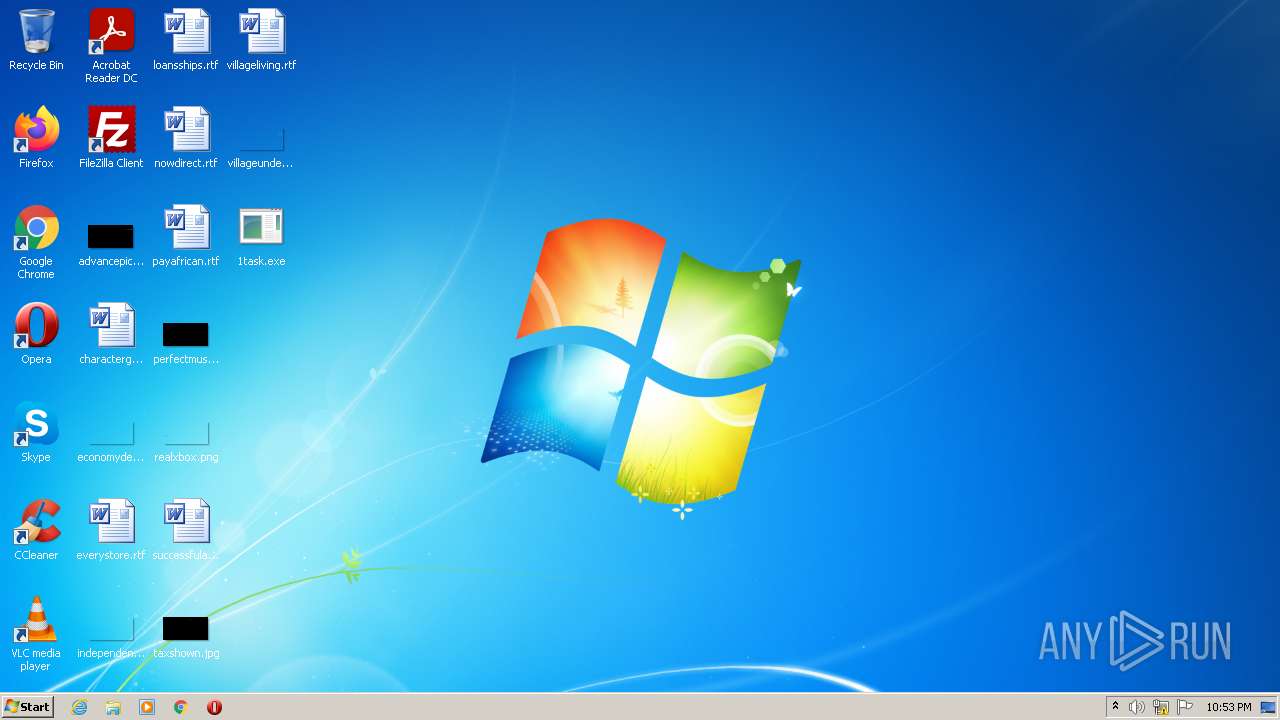 Recycle Bin
Acrobat
Reader DC
loansships.rtf
villageliving.rtf
Firefox
FileZilla Client
nowdirect.rtf
villageunde...
Google
Chrome
advancepic...
payafrican.rtf
1task.exe
Opera
characterg...
perfectmus...
Skype
economyde...
realxbox.png
CCleaner
everystore.rtf
successfula...
VLC media
player
independen...
taxshown.jpg
ANY RUN
Start
10:53 PM